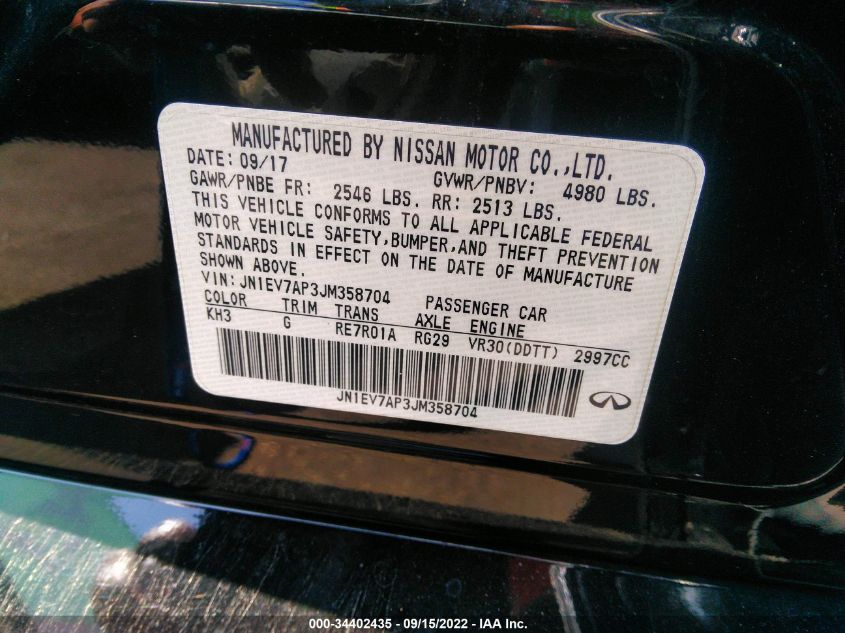 MANUFACTURED BY NISSAN MOTOR CO.,LTD.
DATE: 09/17 GVWR/PNBV: 4980 LBS.
GAWR/PNBE FR: 2546 LBS. RR: 2513 LBS.
THIS VEHICLE CONFORMS TO ALL APPLICABLE FEDERAL
MOTOR VEHICLE SAFETY,BUMPER,AND THEFT PREVENTION
STANDARDS IN EFFECT ON THE DATE OF MANUFACTURE
SHOWN ABOVE.
VIN: JN1EV7AP3JM358704 PASSENGER CAR
COLOR TRIM TRANS AXLE ENGINE
KH3 G RE7R01A RG29 VR30(DDTT) 2997CC
JN1EV7AP3JM358704
000-34402435 - 09/15/2022 - IAA Inc.